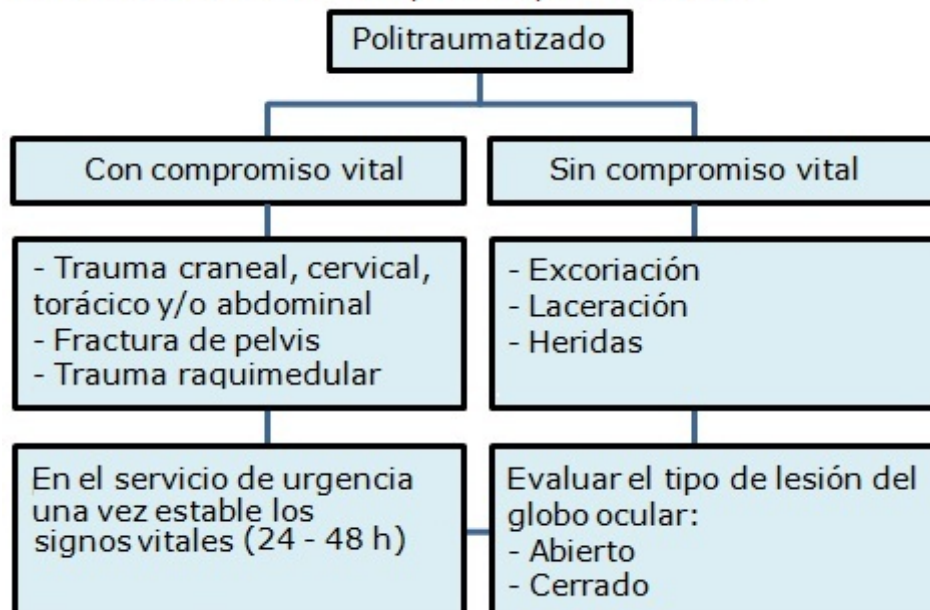 Politraumatizado
Con compromiso vital
Sin compromiso vital
- Trauma craneal, cervical,
torácico y/o abdominal
- Fractura de pelvis
- Trauma raquimedular
- Excoriación
- Laceración
- Heridas
En el servicio de urgencia
una vez estable los
signos vitales (24 - 48 h)
Evaluar el tipo de lesión del
globo ocular:
- Abierto
- Cerrado